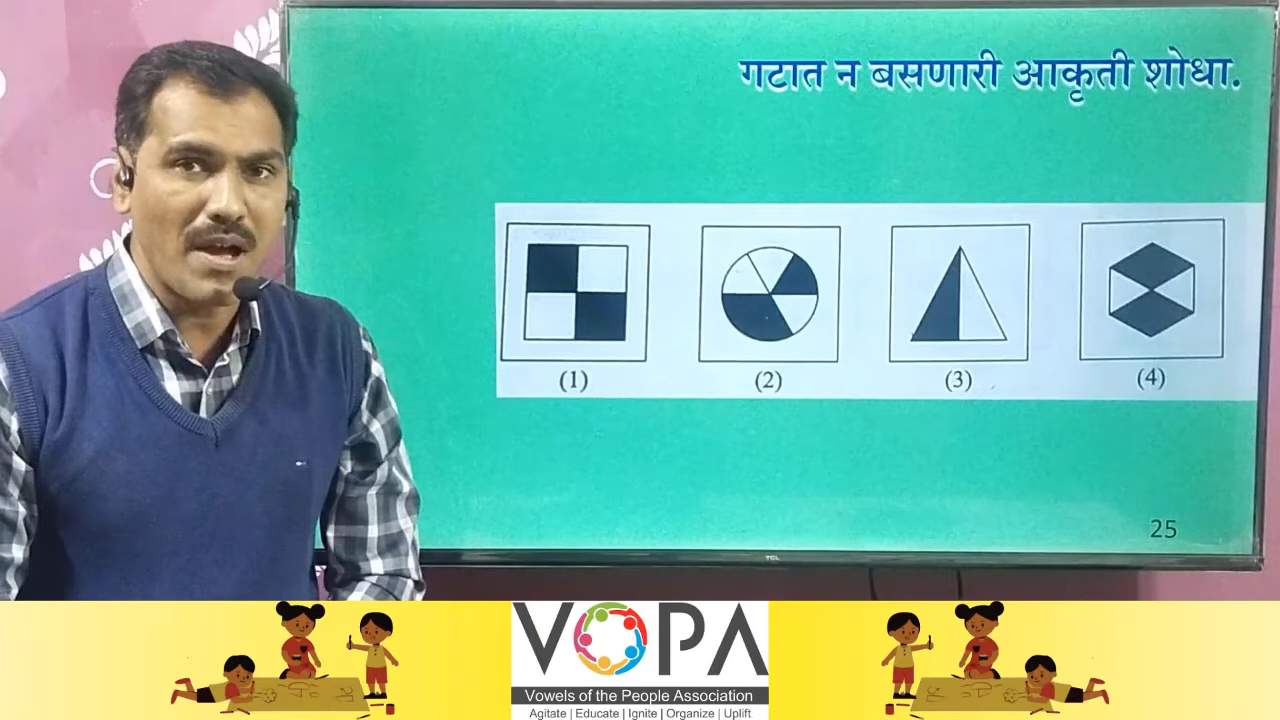 गटात न बसणारी आकृती शोधा.
(1) (2) (3) (4)
25
TCL
VOPA
Vowels of the People Association
Agitate | Educate | Ignite | Organize | Uplift